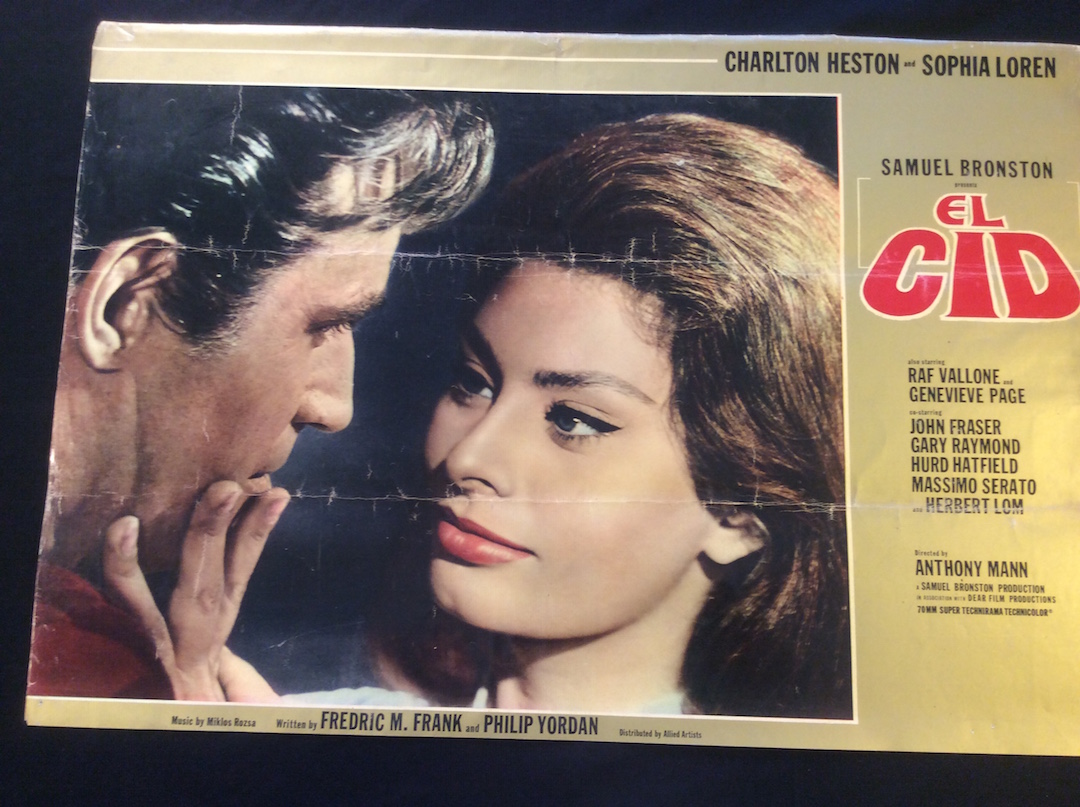 CHARLTON HESTON and SOPHIA LOREN
SAMUEL BRONSTON
presents
EL
CID
also starring
RAF VALLONE and
GENEVIEVE PAGE
co-starring
JOHN FRASER
GARY RAYMOND
HURD HATFIELD
MASSIMO SERATO
and HERBERT LOM
Directed by
ANTHONY MANN
A SAMUEL BRONSTON PRODUCTION
IN ASSOCIATION WITH DEAR FILM PRODUCTIONS
70MM SUPER TECHNIRAMA TECHNICOLOR®
Music by Miklos Rozsa Written by FREDRIC M. FRANK and PHILIP YORDAN Distributed by Allied Artists